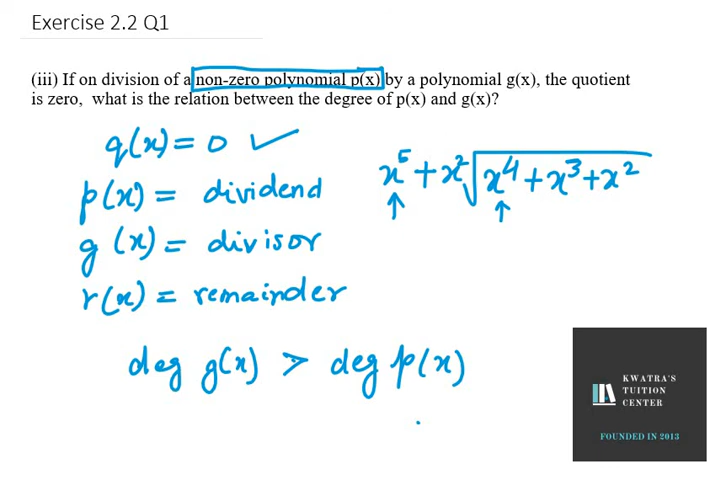 Exercise 2.2 Q1
(iii) If on division of a non-zero polynomial p(x) by a polynomial g(x), the quotient
is zero, what is the relation between the degree of p(x) and g(x)?
q(x) = 0 ✓
p(x) = dividend
g(x) = divisor
r(x) = remainder
x⁵ + x² √x⁴ + x³ + x²
↑ ↑
deg g(x) > deg p(x)
KWATRA'S
TUITION
CENTER
FOUNDED IN 2013